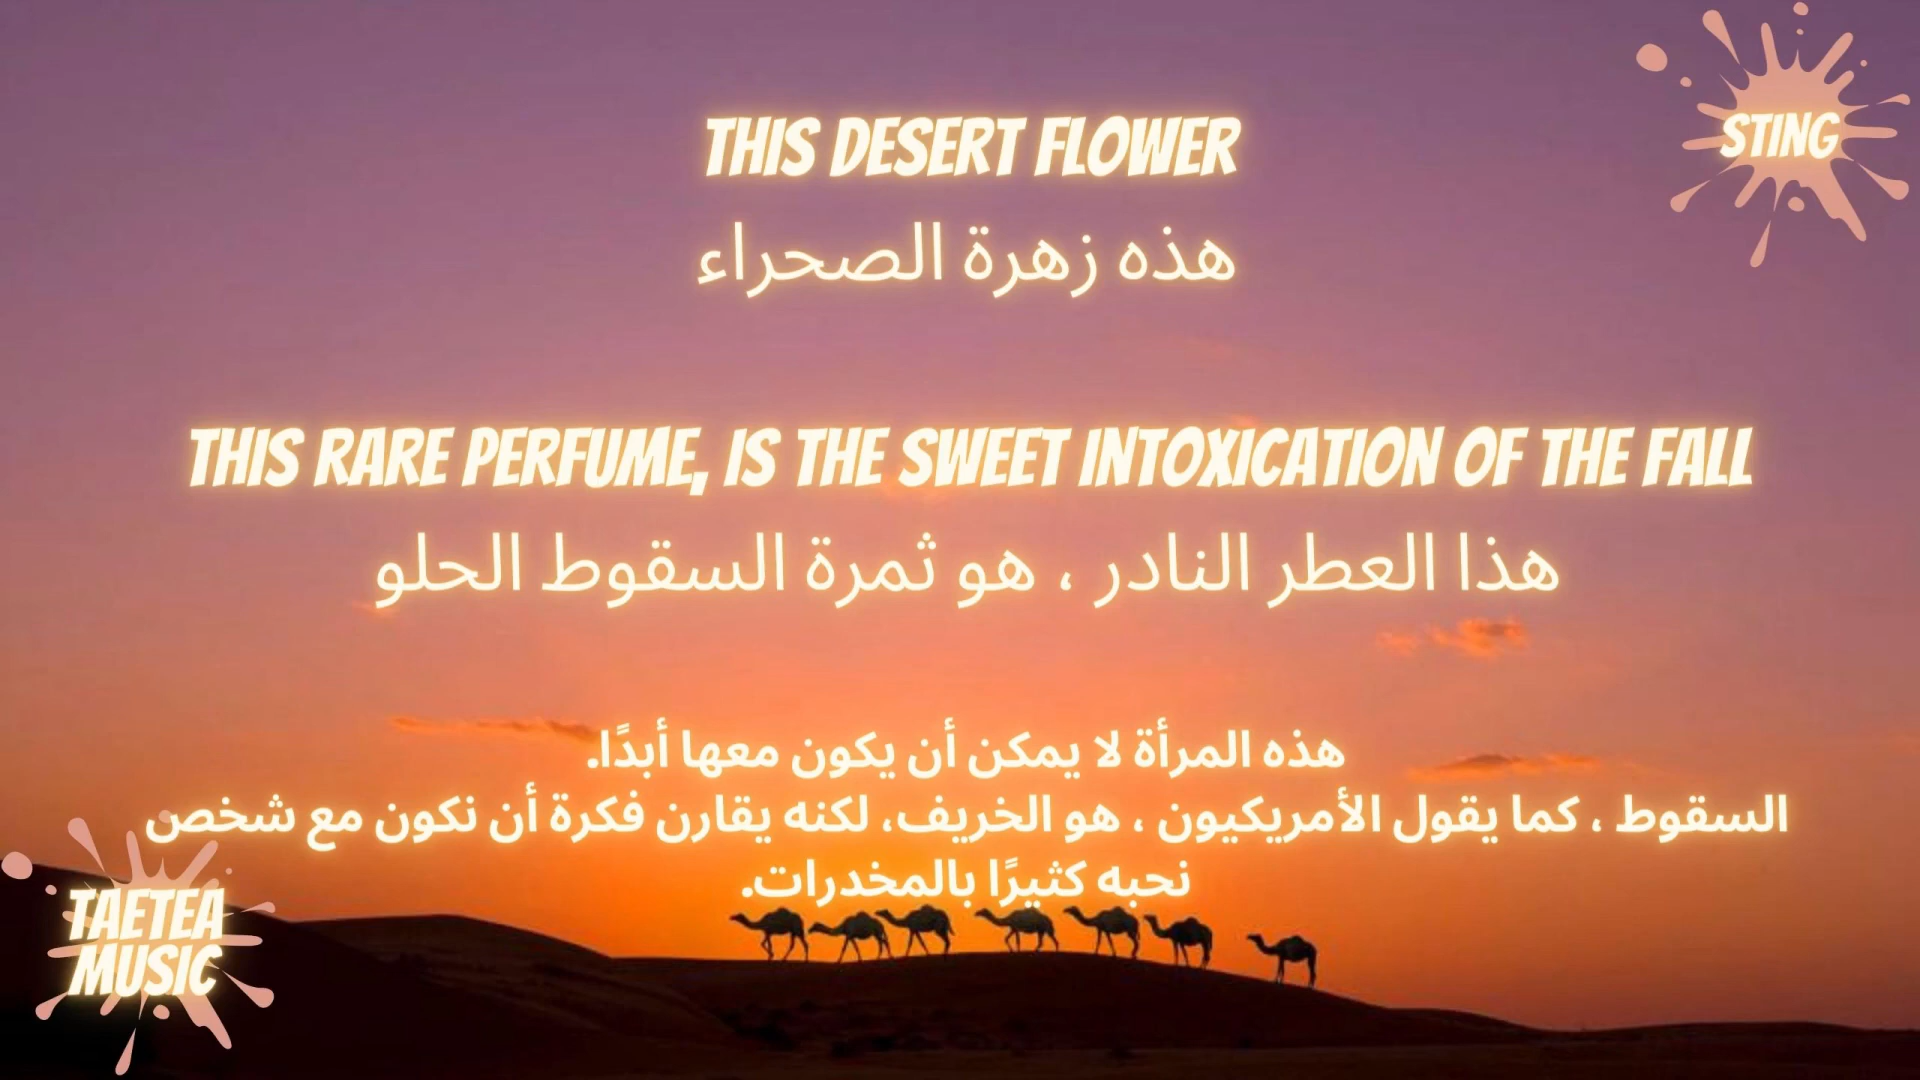 STING
THIS DESERT FLOWER
هذه زهرة الصحراء
THIS RARE PERFUME, IS THE SWEET INTOXICATION OF THE FALL
هذا العطر النادر ، هو ثمرة السقوط الحلو
هذه المرأة لا يمكن أن يكون معها أبدًا.
السقوط ، كما يقول الأمريكيون ، هو الخريف، لكنه يقارن فكرة أن نكون مع شخص
نحبه كثيرًا بالمخدرات.
TAETEA
MUSIC